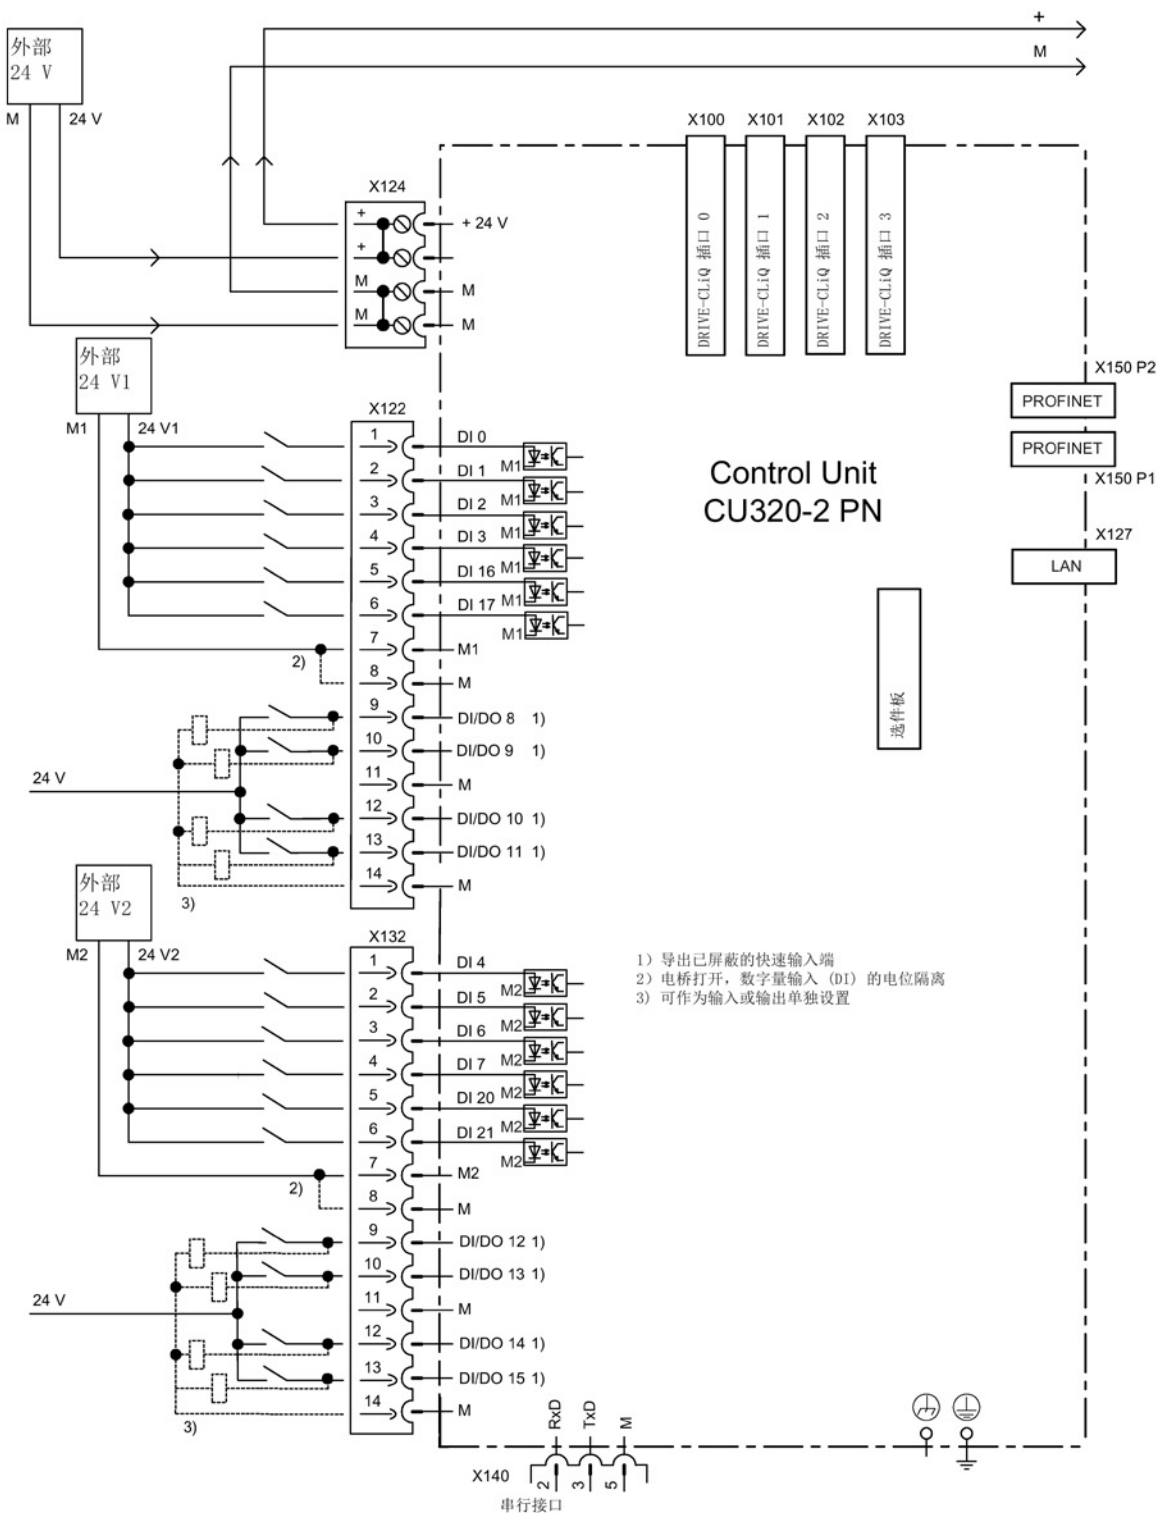 +
M
外部
24 V
M
24 V
X100
X101
X102
X103
DRIVE-CLiQ 插口 0
DRIVE-CLiQ 插口 1
DRIVE-CLiQ 插口 2
DRIVE-CLiQ 插口 3
X124
+
+ 24 V
+
M
M
M
M
外部
24 V1
M1
24 V1
X150 P2
PROFINET
PROFINET
X150 P1
X127
LAN
Control Unit
CU320-2 PN
选件板
X122
1
DI 0
M1
2
DI 1
M1
3
DI 2
M1
4
DI 3
M1
5
DI 16
M1
6
DI 17
M1
7
M1
2)
8
M
9
DI/DO 8 1)
10
DI/DO 9 1)
24 V
11
M
12
DI/DO 10 1)
13
DI/DO 11 1)
14
M
3)
外部
24 V2
M2
24 V2
X132
1
DI 4
M2
2
DI 5
M2
3
DI 6
M2
4
DI 7
M2
5
DI 20
M2
6
DI 21
M2
7
M2
2)
8
M
9
DI/DO 12 1)
10
DI/DO 13 1)
24 V
11
M
12
DI/DO 14 1)
13
DI/DO 15 1)
14
M
3)
1) 导出已屏蔽的快速输入端
2) 电桥打开，数字量输入 (DI) 的电位隔离
3) 可作为输入或输出单独设置
RxD
TxD
M
X140
2
3
5
串行接口